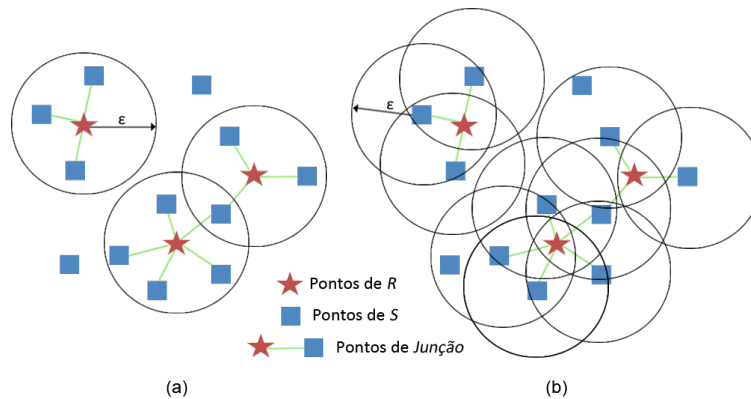 ε
ε
Pontos de R
Pontos de S
Pontos de Junção
(a)
(b)